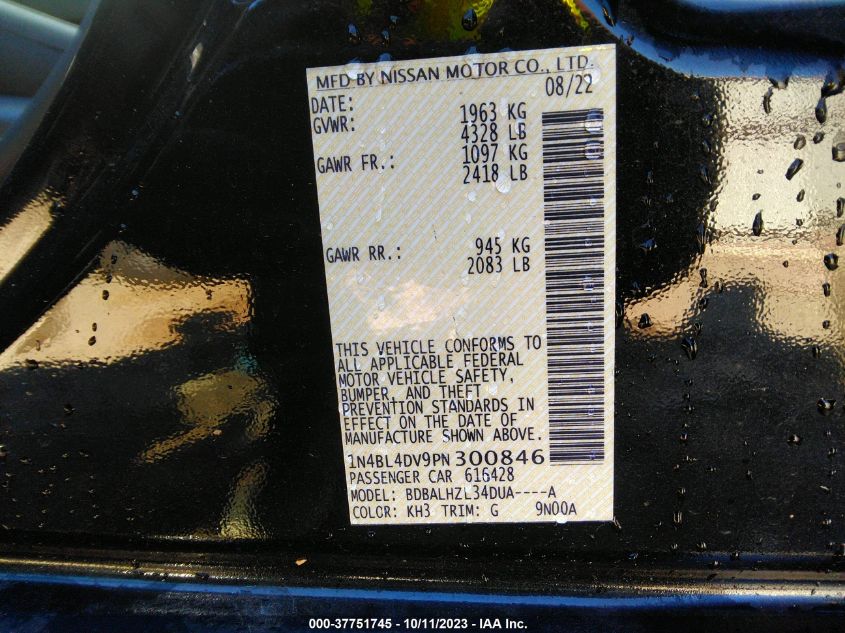 MFD BY NISSAN MOTOR CO., LTD.
DATE: 08/22
GVWR: 1963 KG
4328 LB
GAWR FR.: 1097 KG
2418 LB
GAWR RR.: 945 KG
2083 LB
THIS VEHICLE CONFORMS TO
ALL APPLICABLE FEDERAL
MOTOR VEHICLE SAFETY,
BUMPER, AND THEFT
PREVENTION STANDARDS IN
EFFECT ON THE DATE OF
MANUFACTURE SHOWN ABOVE.
1N4BL4DV9PN300846
PASSENGER CAR 616428
MODEL: BDBALHZL34DUA----A
COLOR: KH3 TRIM: G 9N00A
000-37751745 - 10/11/2023 - IAA Inc.